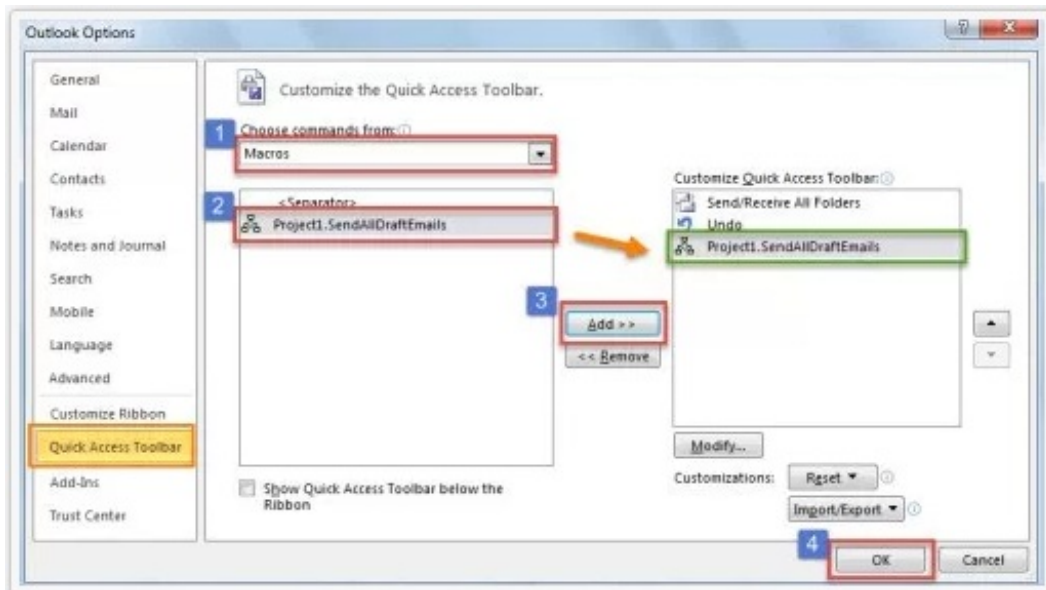 Outlook Options
General
Mail
Calendar
Contacts
Tasks
Notes and Journal
Search
Mobile
Language
Advanced
Customize Ribbon
Quick Access Toolbar
Add-Ins
Trust Center
Customize the Quick Access Toolbar.
1
Choose commands from:
Macros
2
<Separator>
Project1.SendAllDraftEmails
3
Add >>
<< Remove
Customize Quick Access Toolbar:
Send/Receive All Folders
Undo
Project1.SendAllDraftEmails
Modify...
Customizations: Reset
Import/Export
Show Quick Access Toolbar below the
Ribbon
4
OK
Cancel